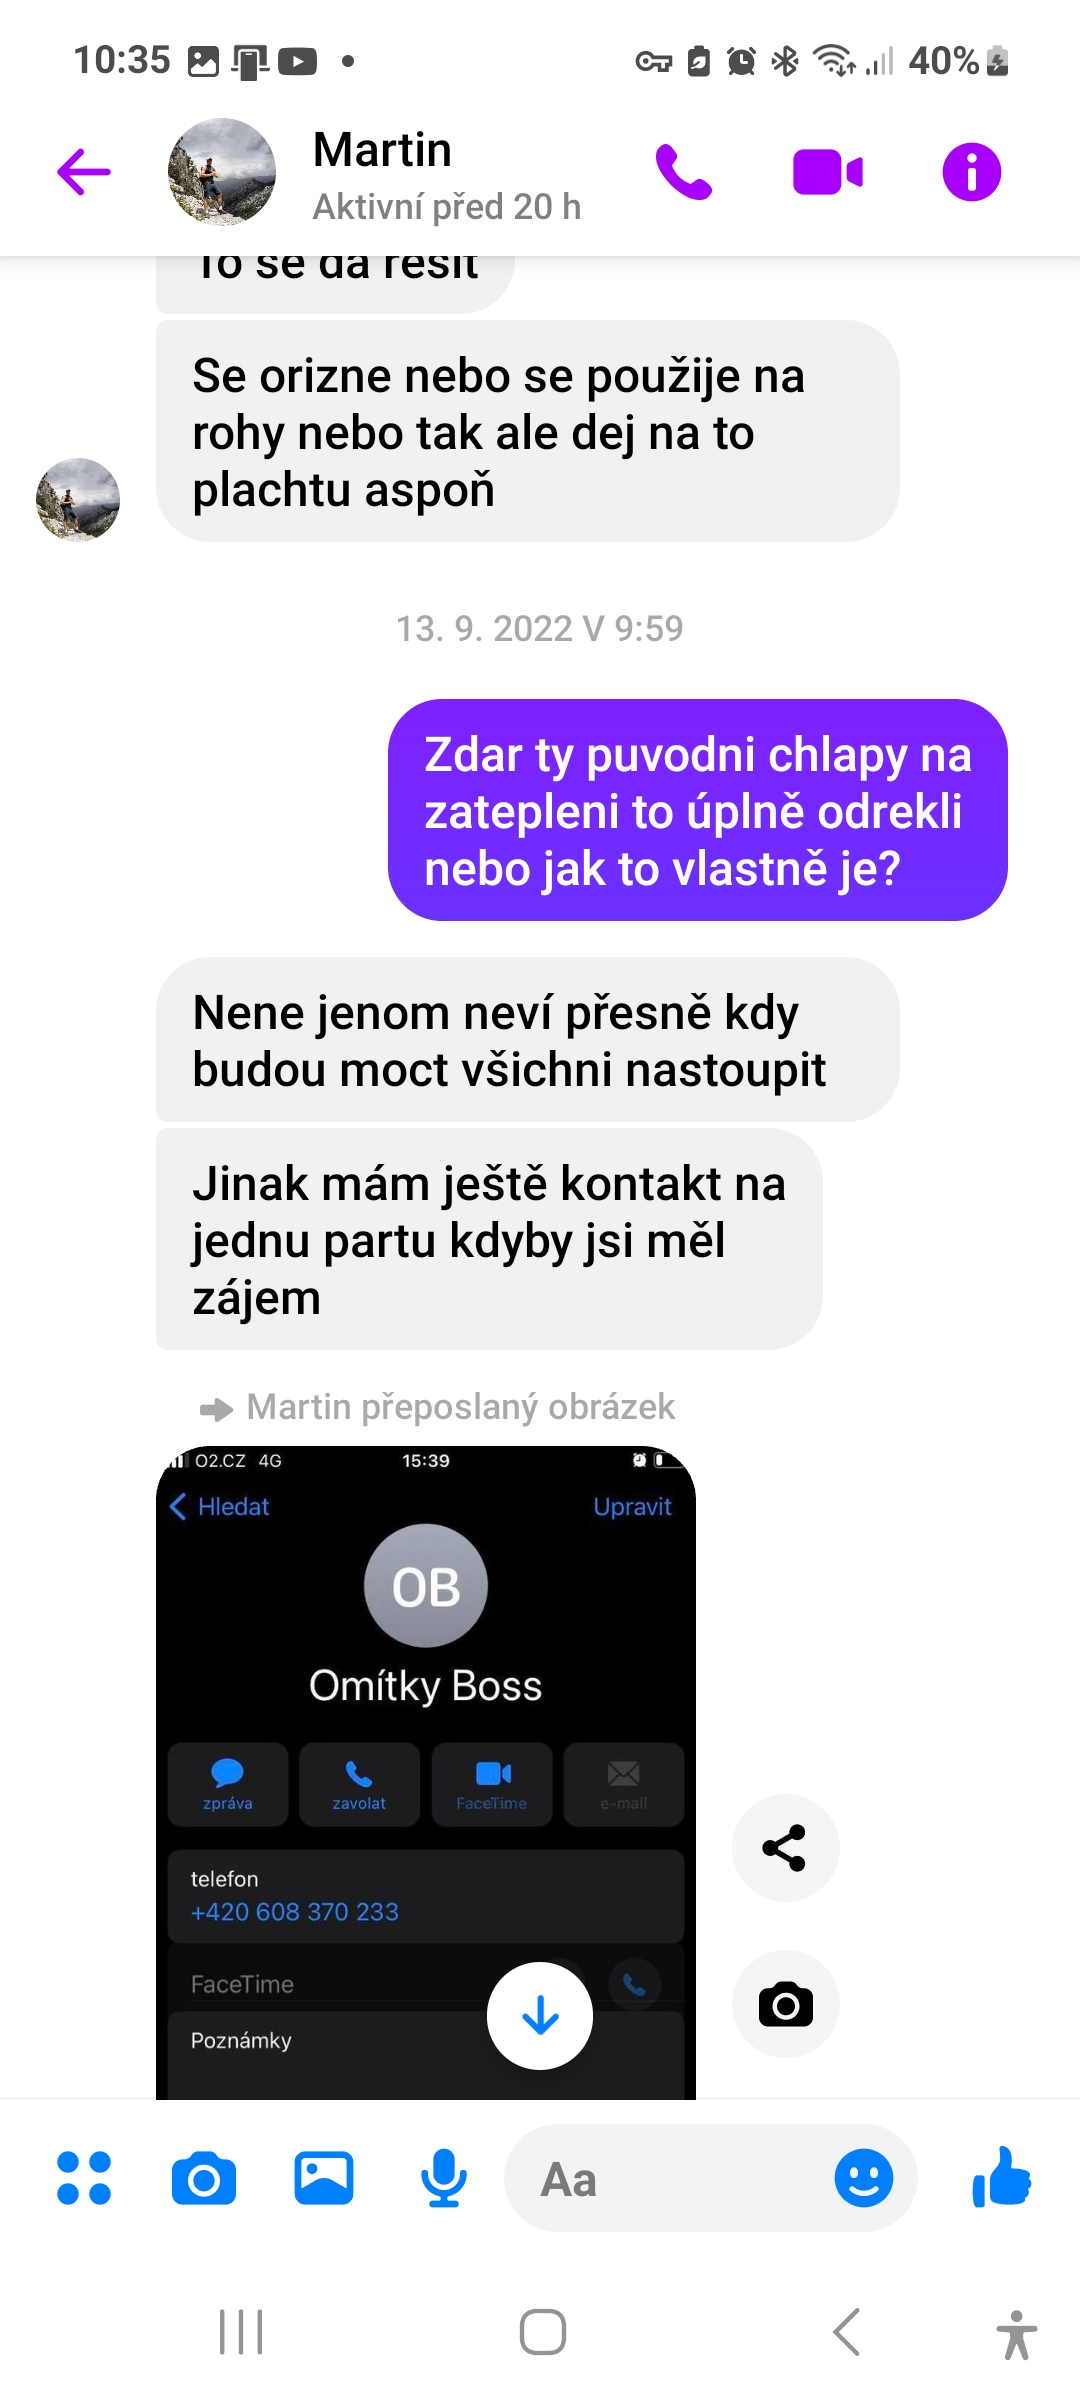 10:35
40%
Martin
Aktivní před 20 h
To se dá řešit
Se orizne nebo se použije na
rohy nebo tak ale dej na to
plachtu aspoň
13. 9. 2022 V 9:59
Zdar ty puvodni chlapy na
zatepleni to úplně odrekli
nebo jak to vlastně je?
Nene jenom neví přesně kdy
budou moct všichni nastoupit
Jinak mám ještě kontakt na
jednu partu kdyby jsi měl
zájem
Martin přeposlaný obrázek
O2.CZ 4G 15:39
Hledat Upravit
OB
Omítky Boss
zpráva zavolat FaceTime e-mail
telefon
+420 608 370 233
FaceTime
Poznámky
Aa